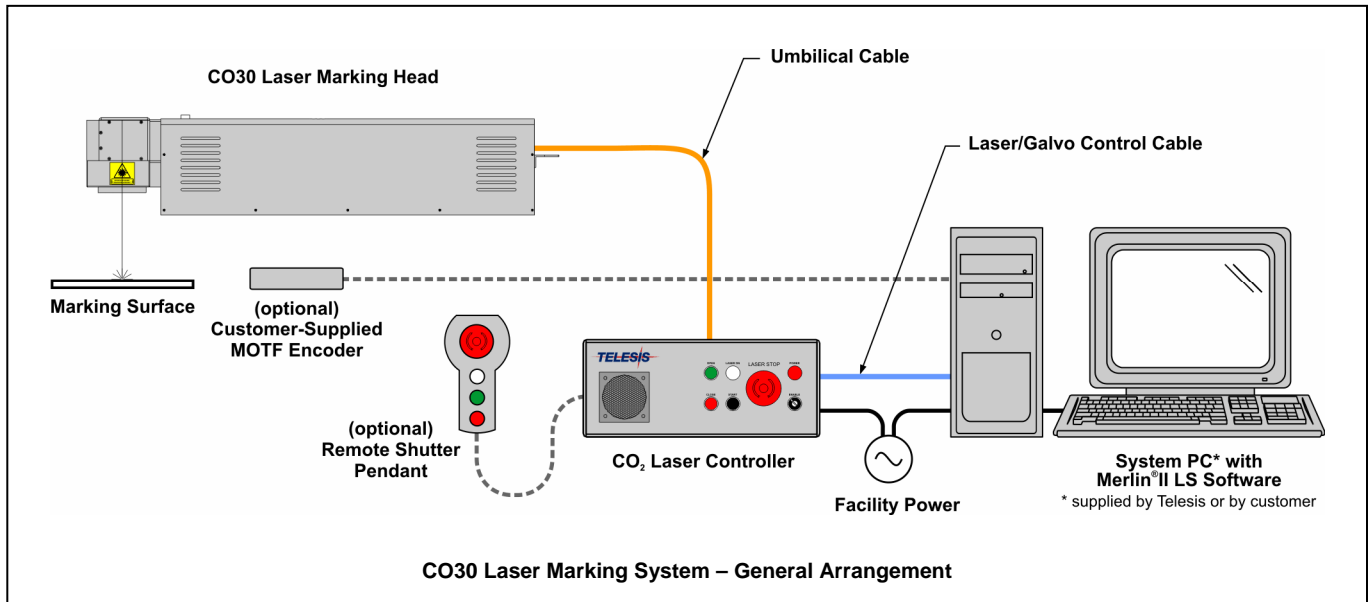 Umbilical Cable
CO30 Laser Marking Head
Laser/Galvo Control Cable
Marking Surface
(optional)
Customer-Supplied
MOTF Encoder
TELESIS
LASER STOP
(optional)
Remote Shutter
Pendant
CO₂ Laser Controller
Facility Power
System PC* with
Merlin®II LS Software
* supplied by Telesis or by customer
CO30 Laser Marking System – General Arrangement